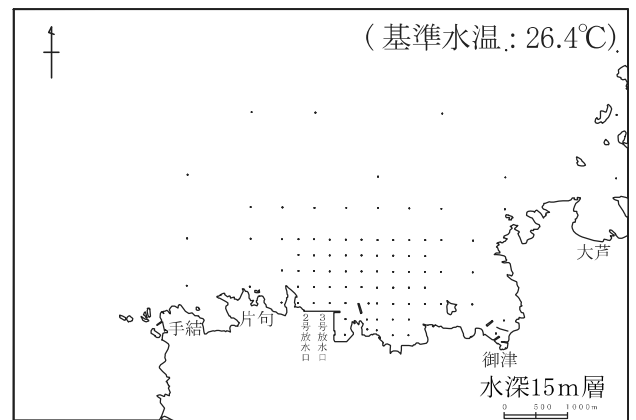 (基準水温:26.4℃)
大芦
手結
片句
2号放水口
3号放水口
御津
水深15m層
0 500 1000m